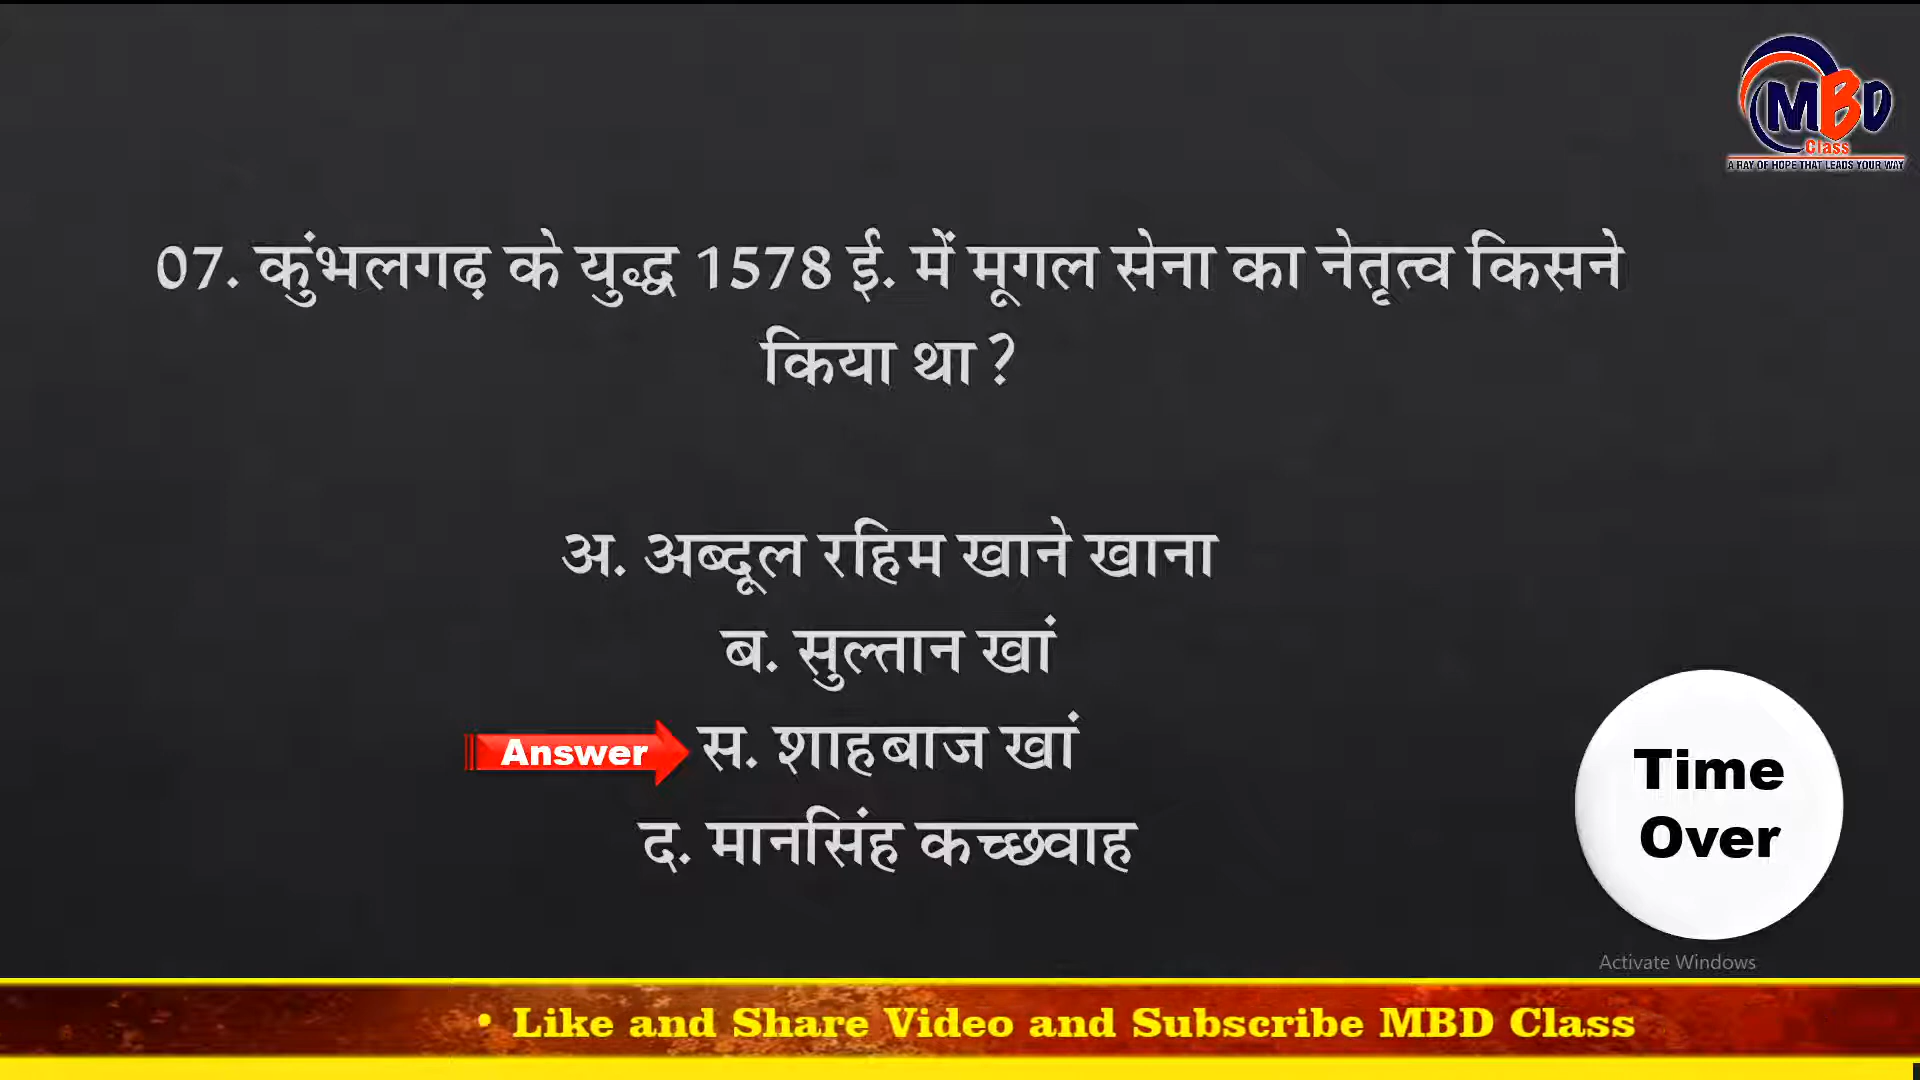 MBD
Class
A RAY OF HOPE THAT LEADS YOUR WAY
07. कुंभलगढ़ के युद्ध 1578 ई. में मूगल सेना का नेतृत्व किसने
किया था ?
अ. अब्दूल रहिम खाने खाना
ब. सुल्तान खां
Answer स. शाहबाज खां
द. मानसिंह कच्छवाह
Time
Over
Activate Windows
• Like and Share Video and Subscribe MBD Class